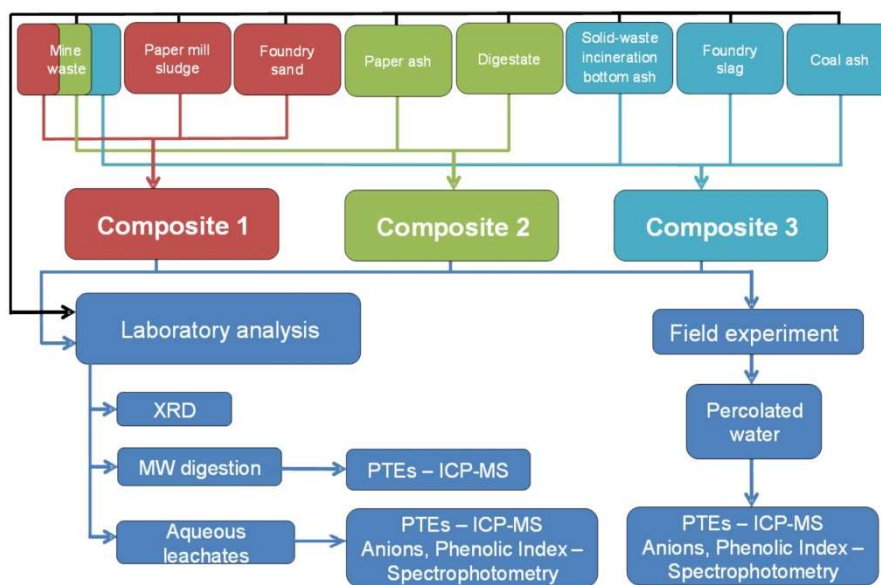 Mine
waste
Paper mill
sludge
Foundry
sand
Paper ash
Digestate
Solid-waste
incineration
bottom ash
Foundry
slag
Coal ash
Composite 1
Composite 2
Composite 3
Laboratory analysis
Field experiment
XRD
Percolated
water
MW digestion
PTEs – ICP-MS
Aqueous
leachates
PTEs – ICP-MS
Anions, Phenolic Index –
Spectrophotometry
PTEs – ICP-MS
Anions, Phenolic Index –
Spectrophotometry